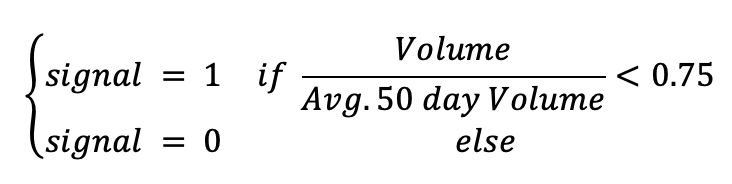 signal = 1 if Volume / Avg. 50 day Volume < 0.75
signal = 0 else